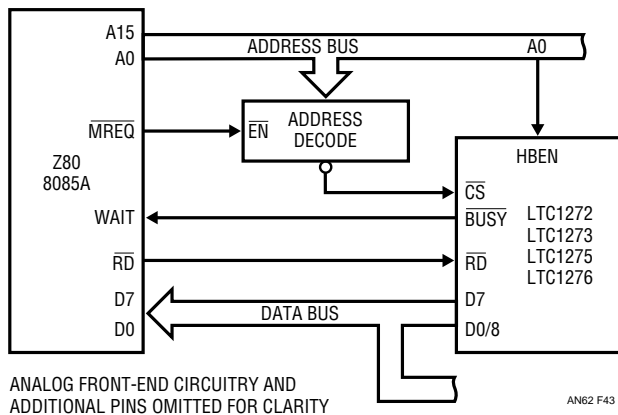 A15
A0
ADDRESS BUS
A0
MREQ
EN
ADDRESS
DECODE
HBEN
Z80
8085A
CS
WAIT
BUSY
LTC1272
LTC1273
LTC1275
LTC1276
RD
RD
D7
D7
D0
DATA BUS
D0/8
ANALOG FRONT-END CIRCUITRY AND
ADDITIONAL PINS OMITTED FOR CLARITY
AN62 F43